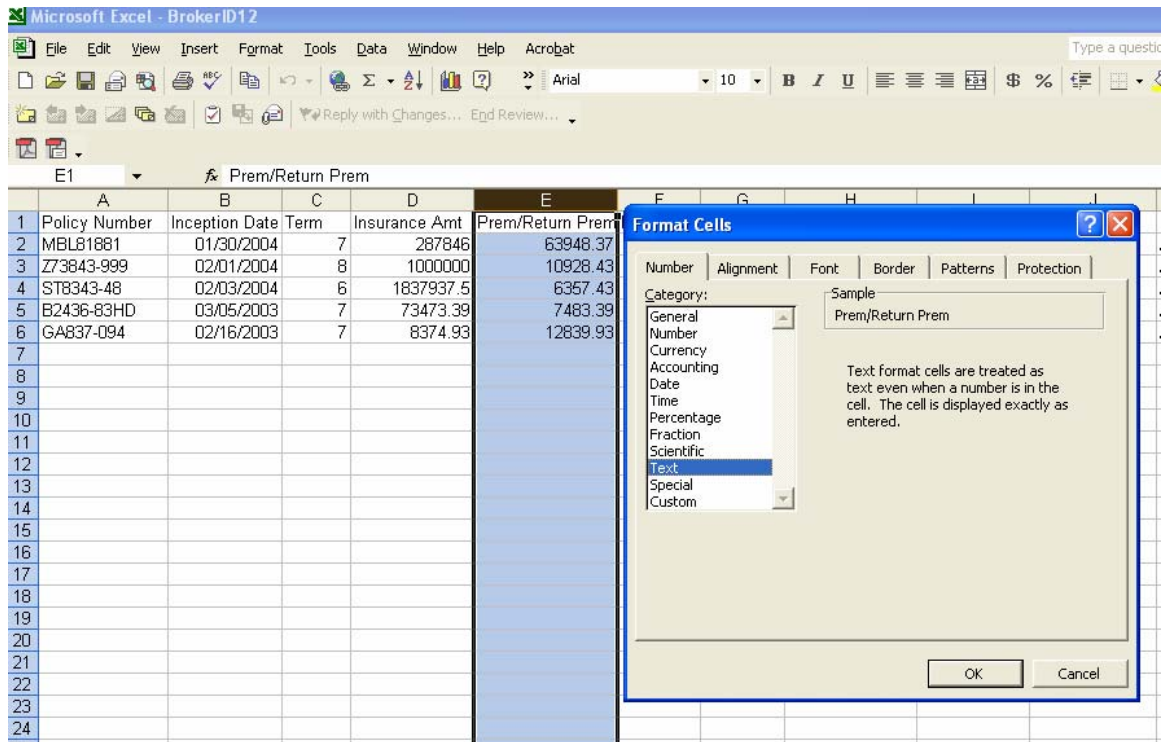 Microsoft Excel - BrokerID12
File Edit View Insert Format Tools Data Window Help Acrobat Type a questio
Arial 10 B I U $ %
Reply with Changes... End Review...
E1 fx Prem/Return Prem
A B C D E F G H I J
1 Policy Number Inception Date Term Insurance Amt Prem/Return Prem
2 MBL81881 01/30/2004 7 287846 63948.37
3 Z73843-999 02/01/2004 8 1000000 10928.43
4 ST8343-48 02/03/2004 6 1837937.5 6357.43
5 B2436-83HD 03/05/2003 7 73473.39 7483.39
6 GA837-094 02/16/2003 7 8374.93 12839.93
7
8
9
10
11
12
13
14
15
16
17
18
19
20
21
22
23
24
Format Cells
Number Alignment Font Border Patterns Protection
Category:
General
Number
Currency
Accounting
Date
Time
Percentage
Fraction
Scientific
Text
Special
Custom
Sample
Prem/Return Prem
Text format cells are treated as
text even when a number is in the
cell. The cell is displayed exactly as
entered.
OK Cancel